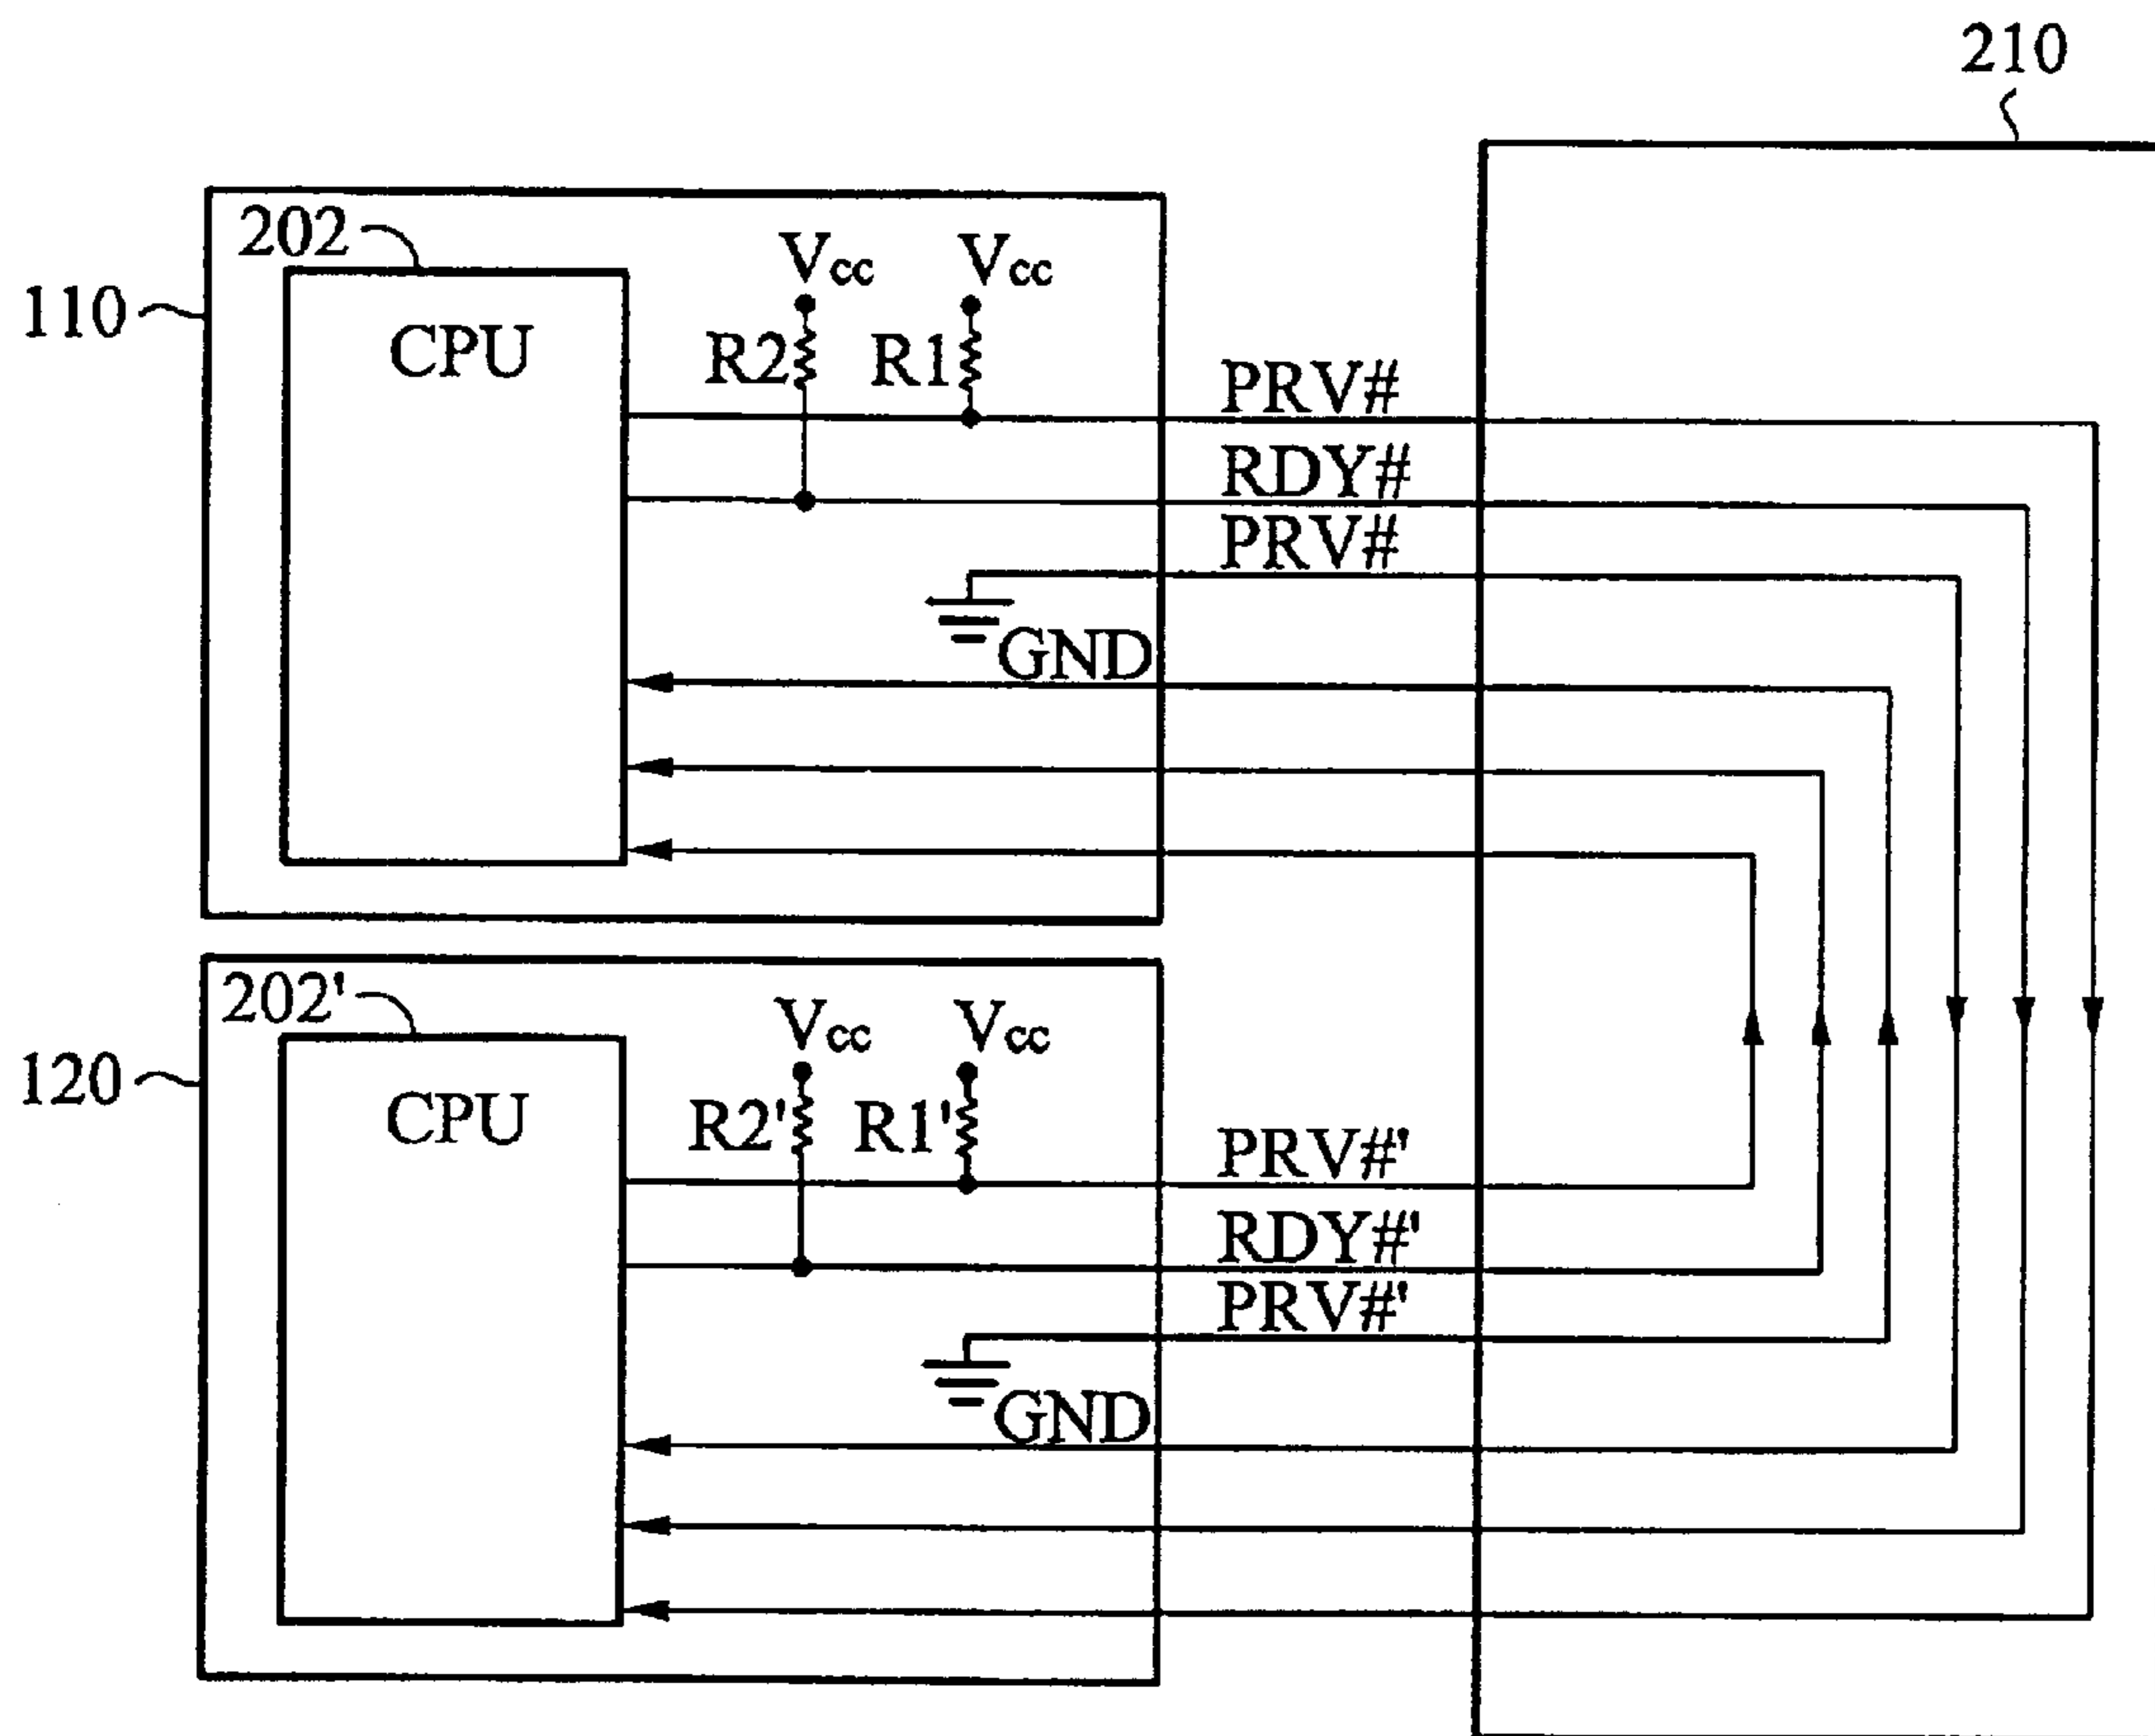 210
202
Vcc
Vcc
110
CPU
R2
R1
PRV#
RDY#
PRV#
GND
202'
Vcc
Vcc
120
CPU
R2'
R1'
PRV#'
RDY#'
PRV#'
GND